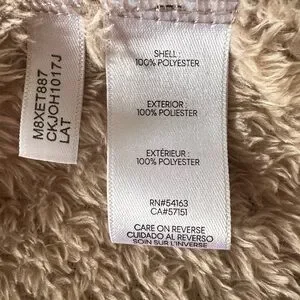 M8XET887
CKJOH1017J
LAT
SHELL :
100% POLYESTER
EXTERIOR :
100% POLIESTER
EXTÉRIEUR :
100% POLYESTER
RN#54163
CA#57151
CARE ON REVERSE
CUIDADO AL REVERSO
SOIN SUR L'INVERSE